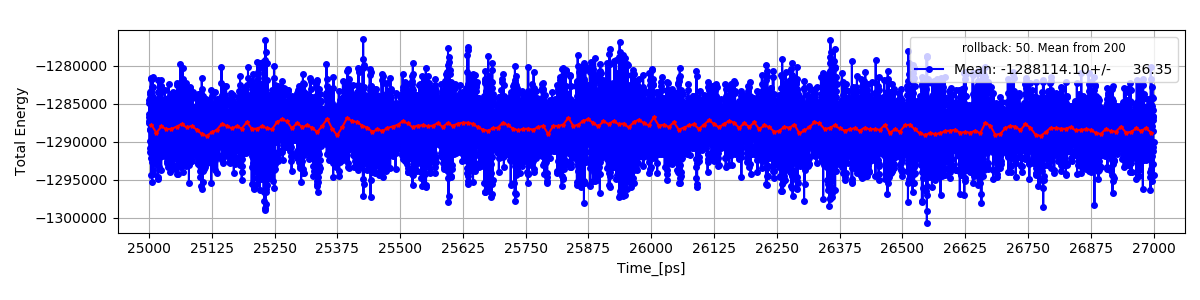 rollback: 50. Mean from 200
Mean: -1288114.10+/- 36.35
Total Energy
−1280000
−1285000
−1290000
−1295000
−1300000
25000 25125 25250 25375 25500 25625 25750 25875 26000 26125 26250 26375 26500 26625 26750 26875 27000
Time_[ps]